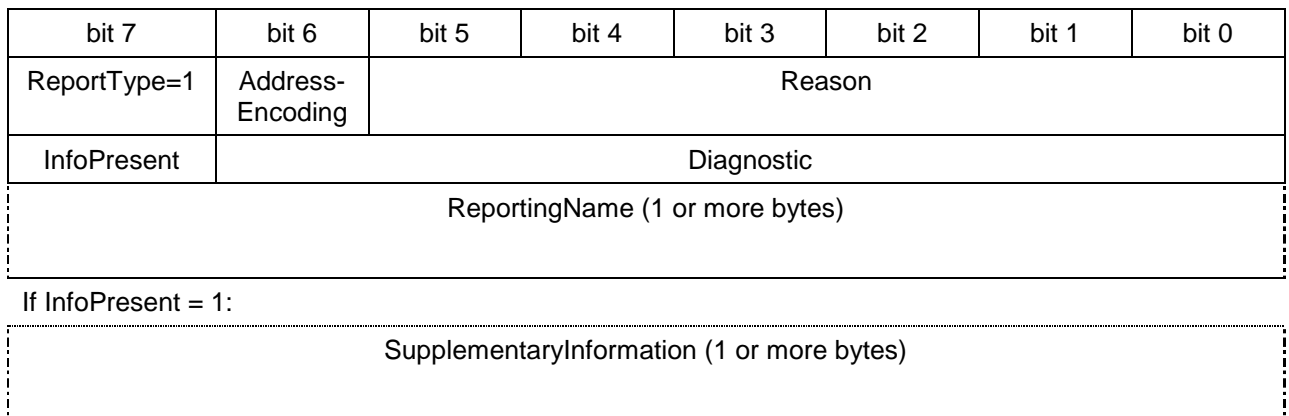 bit 7 bit 6 bit 5 bit 4 bit 3 bit 2 bit 1 bit 0
ReportType=1 Address- Reason
Encoding
InfoPresent Diagnostic
ReportingName (1 or more bytes)
If InfoPresent = 1:
SupplementaryInformation (1 or more bytes)